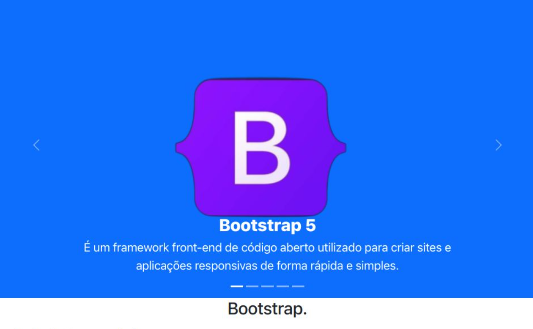 B
Bootstrap 5
É um framework front-end de código aberto utilizado para criar sites e
aplicações responsivas de forma rápida e simples.
Bootstrap.